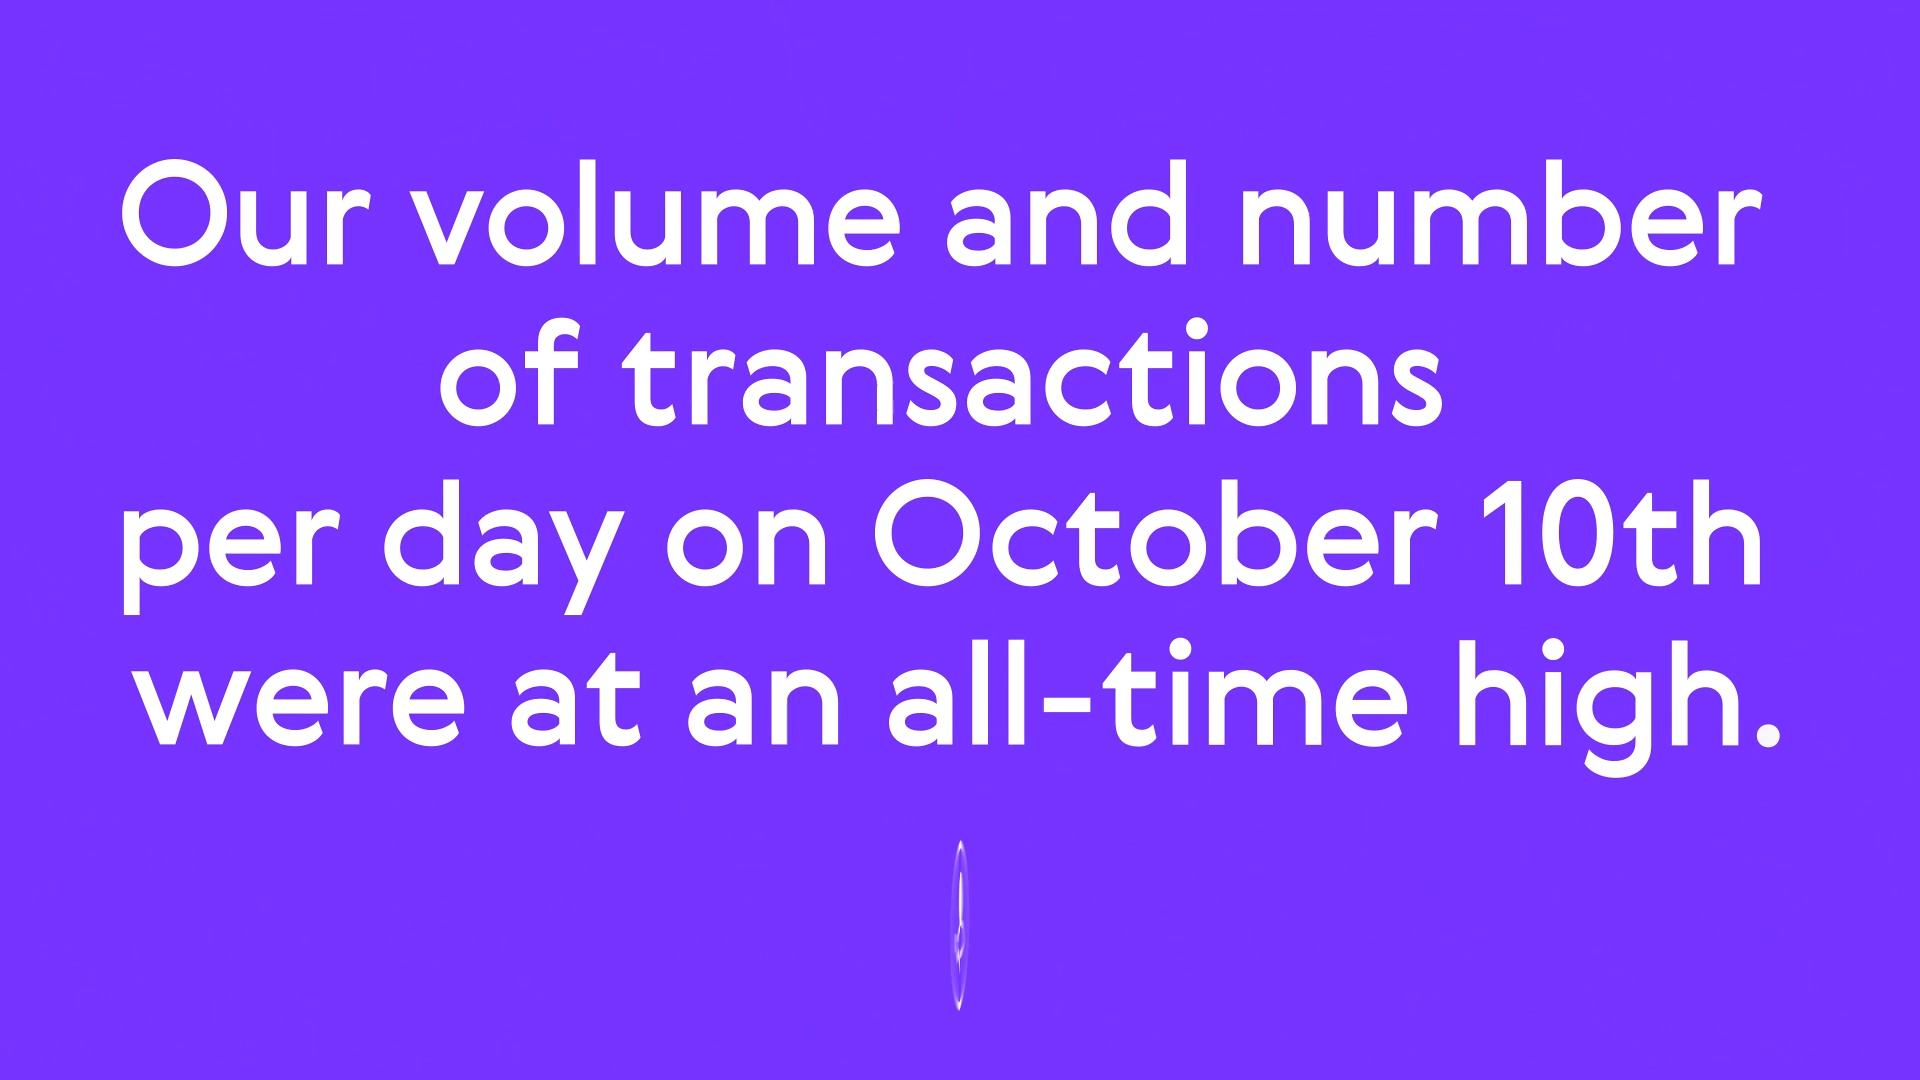 Our volume and number
of transactions
per day on October 10th
were at an all-time high.